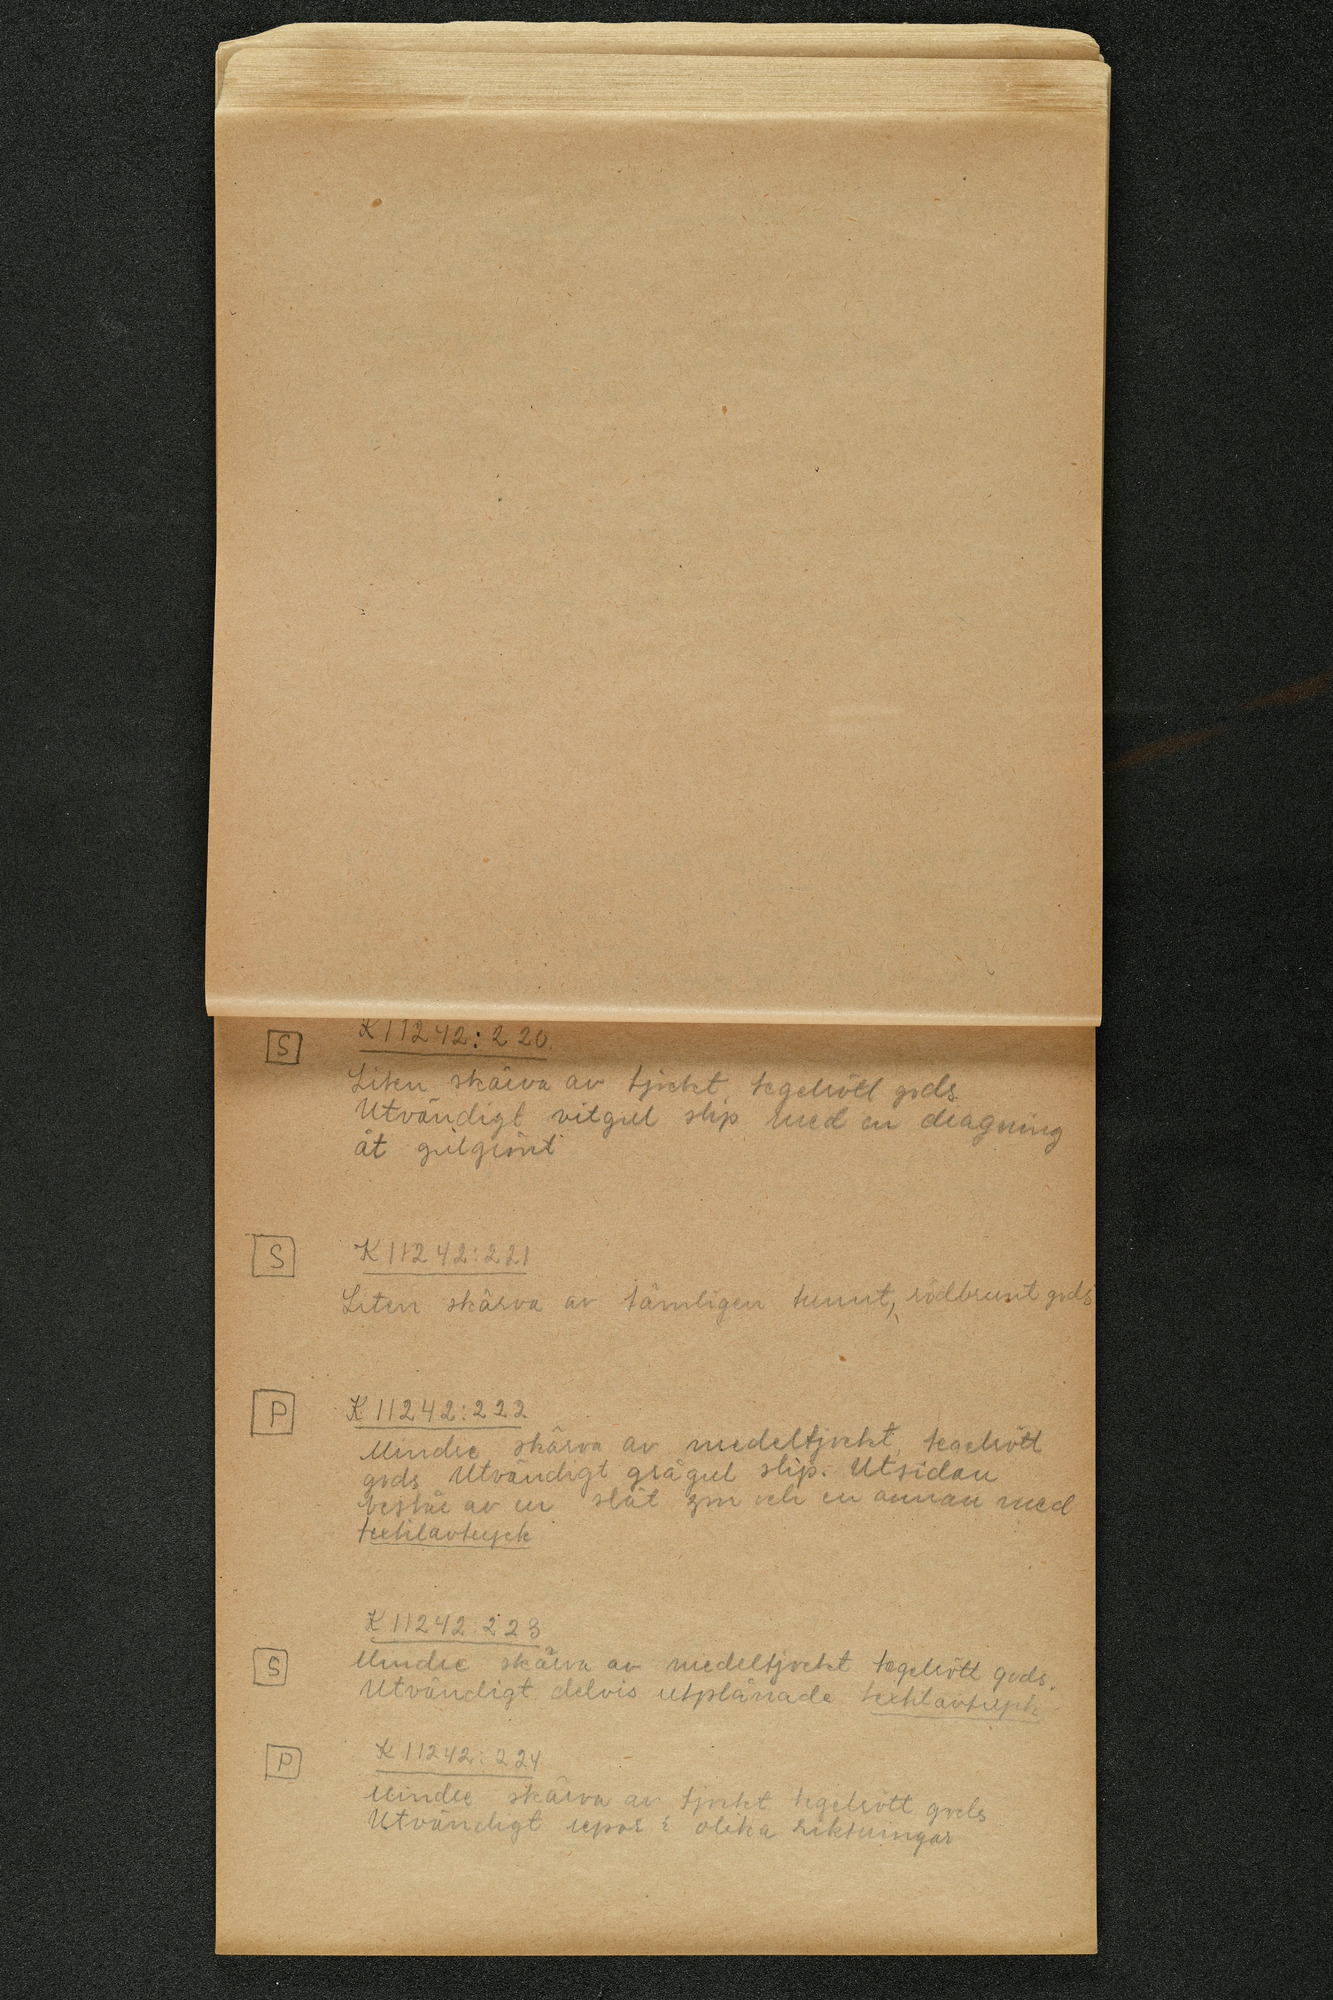 K 11242:220
S
Liten skärva av tjockt, tegelrött gods.
Utvändigt vitgul slip med en dragning
åt gulgrönt
S K 11242:221
Liten skärva av tämligen tunnt, rödbrunt gods
P K 11242:222
Mindre skärva av medeltjockt, tegelrött
gods. Utvändigt grågul slip. Utsidan
består av en slät zon och en annan med
textilavtryck
K 11242:223
S Mindre skärva av medeltjockt tegelrött gods.
Utvändigt delvis utplånade textilavtryck
P K 11242:224
Mindre skärva av tjockt tegelrött gods
Utvändigt repor i olika riktningar